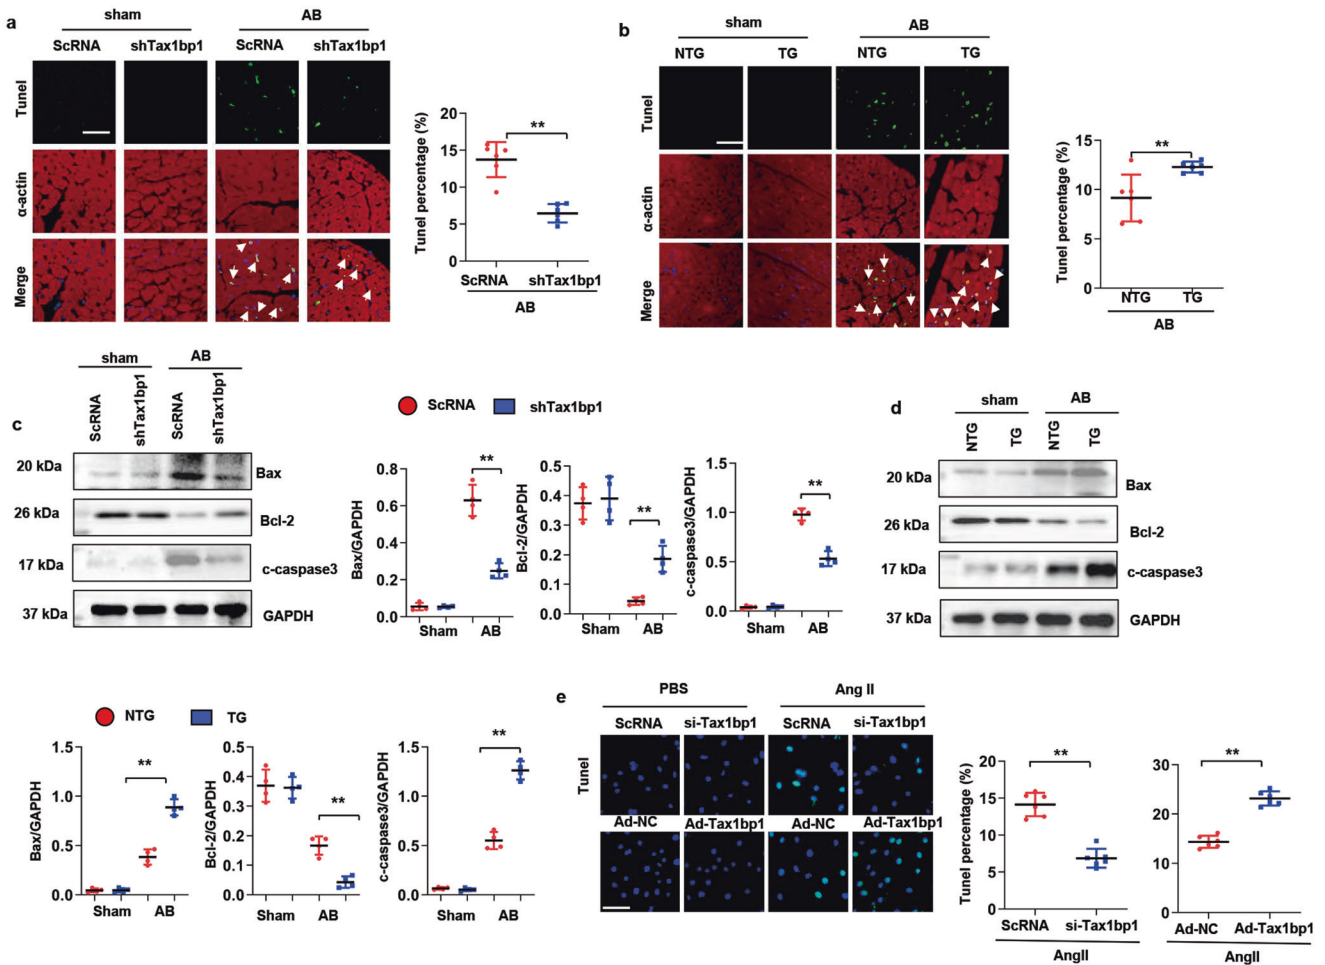 a
sham
AB
ScRNA
shTax1bp1
ScRNA
shTax1bp1
Tunel
α-actin
Merge
Tunel percentage (%)
20
15
10
5
0
**
ScRNA
shTax1bp1
AB
b
sham
AB
NTG
TG
NTG
TG
Tunel
α-actin
Merge
Tunel percentage (%)
15
10
5
0
**
NTG
TG
AB
c
sham
AB
ScRNA
shTax1bp1
ScRNA
shTax1bp1
20 kDa
Bax
26 kDa
Bcl-2
17 kDa
c-caspase3
37 kDa
GAPDH
ScRNA
shTax1bp1
Bax/GAPDH
0.8
0.6
0.4
0.2
0.0
**
Sham
AB
Bcl-2/GAPDH
0.5
0.4
0.3
0.2
0.1
0.0
**
Sham
AB
c-caspase3/GAPDH
1.5
1.0
0.5
0.0
**
Sham
AB
d
sham
AB
NTG
TG
NTG
TG
20 kDa
Bax
26 kDa
Bcl-2
17 kDa
c-caspase3
37 kDa
GAPDH
NTG
TG
Bax/GAPDH
1.5
1.0
0.5
0.0
**
Sham
AB
Bcl-2/GAPDH
0.5
0.4
0.3
0.2
0.1
0.0
**
Sham
AB
c-caspase3/GAPDH
1.5
1.0
0.5
0.0
**
Sham
AB
e
PBS
Ang II
ScRNA
si-Tax1bp1
ScRNA
si-Tax1bp1
Tunel
Ad-NC
Ad-Tax1bp1
Ad-NC
Ad-Tax1bp1
Tunel percentage (%)
20
15
10
5
0
**
ScRNA
si-Tax1bp1
AngII
30
20
10
0
**
Ad-NC
Ad-Tax1bp1
AngII